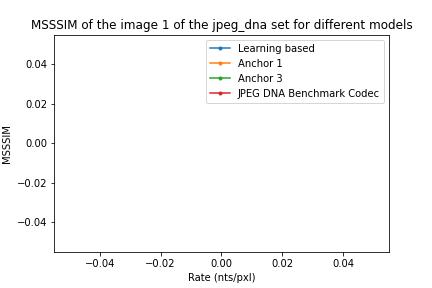 MSSSIM of the image 1 of the jpeg_dna set for different models
Learning based
Anchor 1
Anchor 3
JPEG DNA Benchmark Codec
0.04
0.02
0.00
−0.02
−0.04
MSSSIM
−0.04 −0.02 0.00 0.02 0.04
Rate (nts/pxl)